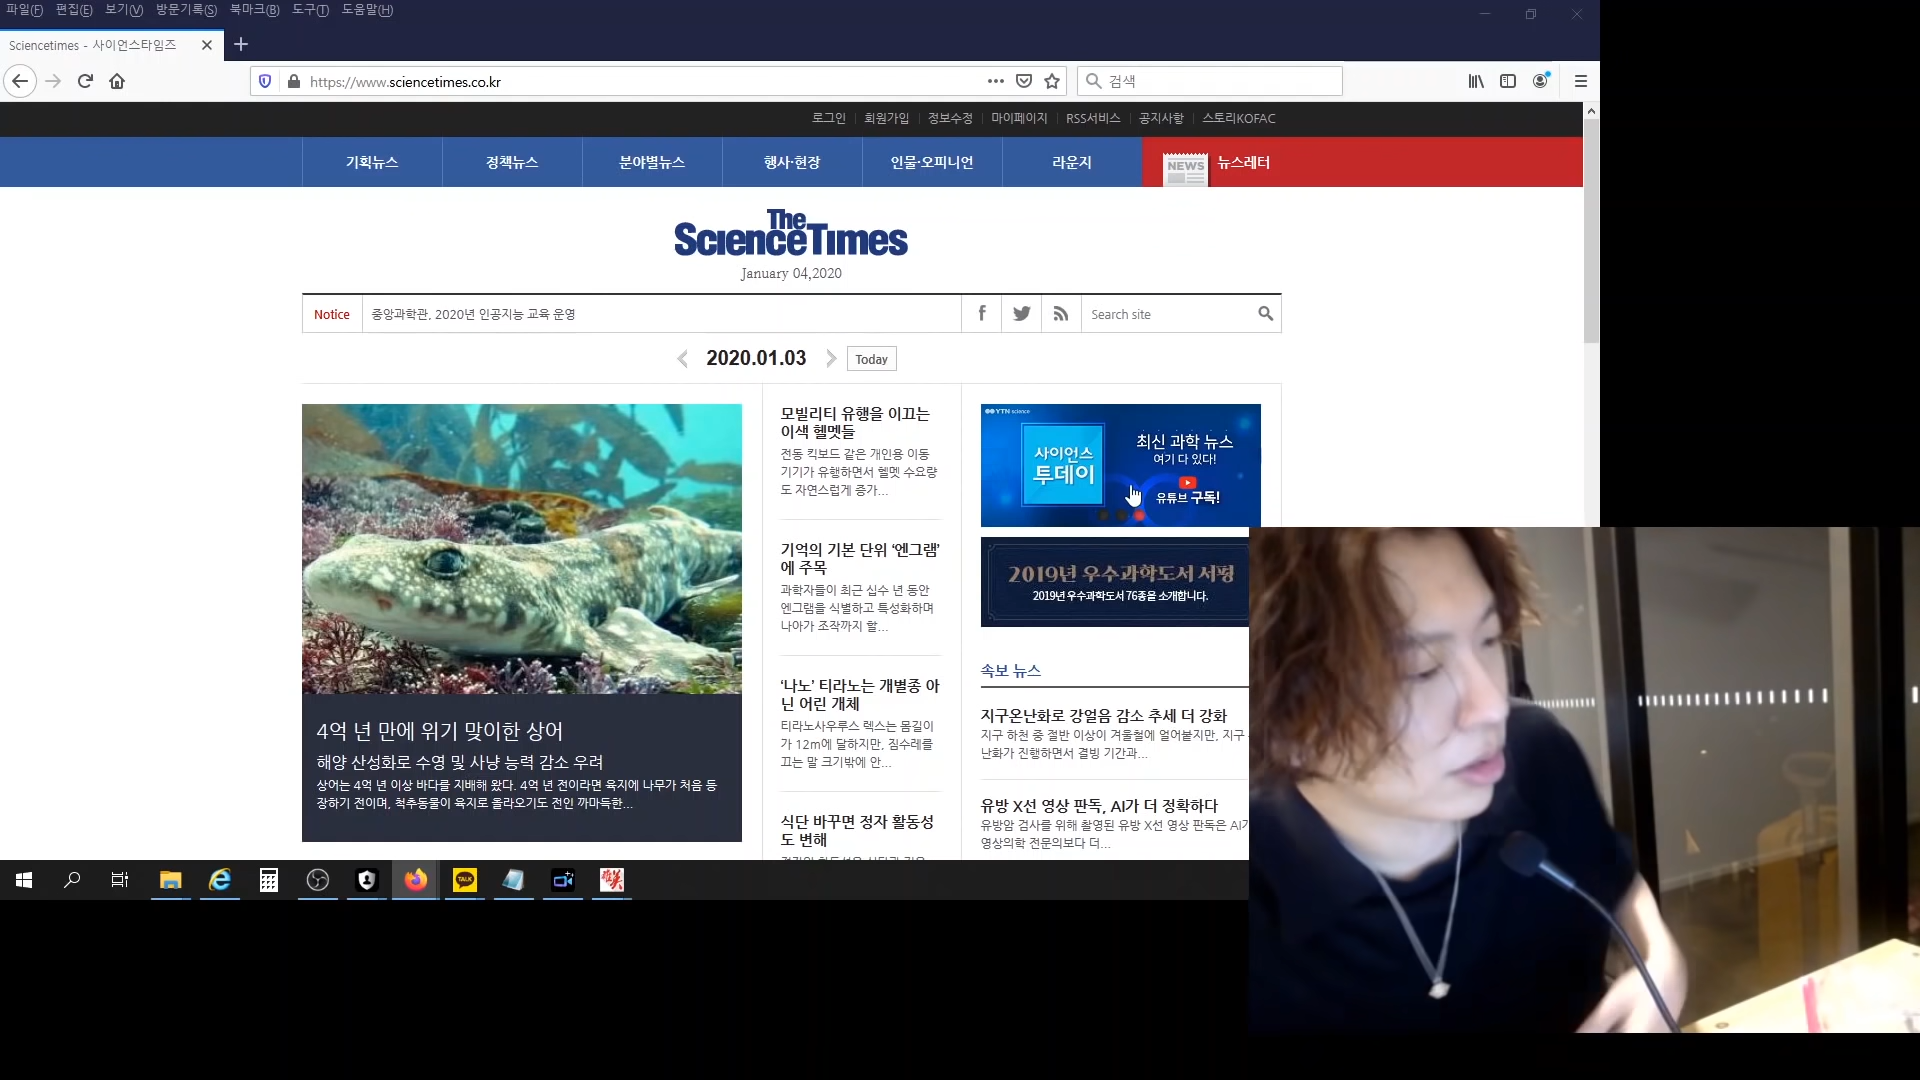 파일(F) 편집(E) 보기(V) 방문기록(S) 북마크(B) 도구(T) 도움말(H)
Sciencetimes - 사이언스타임즈
https://www.sciencetimes.co.kr
검색
로그인 회원가입 정보수정 마이페이지 RSS서비스 공지사항 스토리KOFAC
기획뉴스 정책뉴스 분야별뉴스 행사·현장 인물·오피니언 라운지 NEWS 뉴스레터
The
ScienceTimes
January 04,2020
Notice 중앙과학관, 2020년 인공지능 교육 운영
Search site
2020.01.03 Today
4억 년 만에 위기 맞이한 상어
해양 산성화로 수영 및 사냥 능력 감소 우려
상어는 4억 년 이상 바다를 지배해 왔다. 4억 년 전이라면 육지에 나무가 처음 등
장하기 전이며, 척추동물이 육지로 올라오기도 전인 까마득한...
모빌리티 유행을 이끄는
이색 헬멧들
전동 킥보드 같은 개인용 이동
기기가 유행하면서 헬멧 수요량
도 자연스럽게 증가...
기억의 기본 단위 ‘엔그램’
에 주목
과학자들이 최근 십수 년 동안
엔그램을 식별하고 특성화하며
나아가 조작까지 할...
‘나노’ 티라노는 개별종 아
닌 어린 개체
티라노사우루스 렉스는 몸길이
가 12m에 달하지만, 짐수레를
끄는 말 크기밖에 안...
식단 바꾸면 정자 활동성
도 변해
YTN science
사이언스
투데이
최신 과학 뉴스
여기 다 있다!
유튜브 구독!
2019년 우수과학도서 서평
2019년 우수과학도서 76종을 소개합니다.
속보 뉴스
지구온난화로 강얼음 감소 추세 더 강화
지구 하천 중 절반 이상이 겨울철에 얼어붙지만, 지구
난화가 진행하면서 결빙 기간과...
유방 X선 영상 판독, AI가 더 정확하다
유방암 검사를 위해 촬영된 유방 X선 영상 판독은 AI가
영상의학 전문의보다 더...
TALK